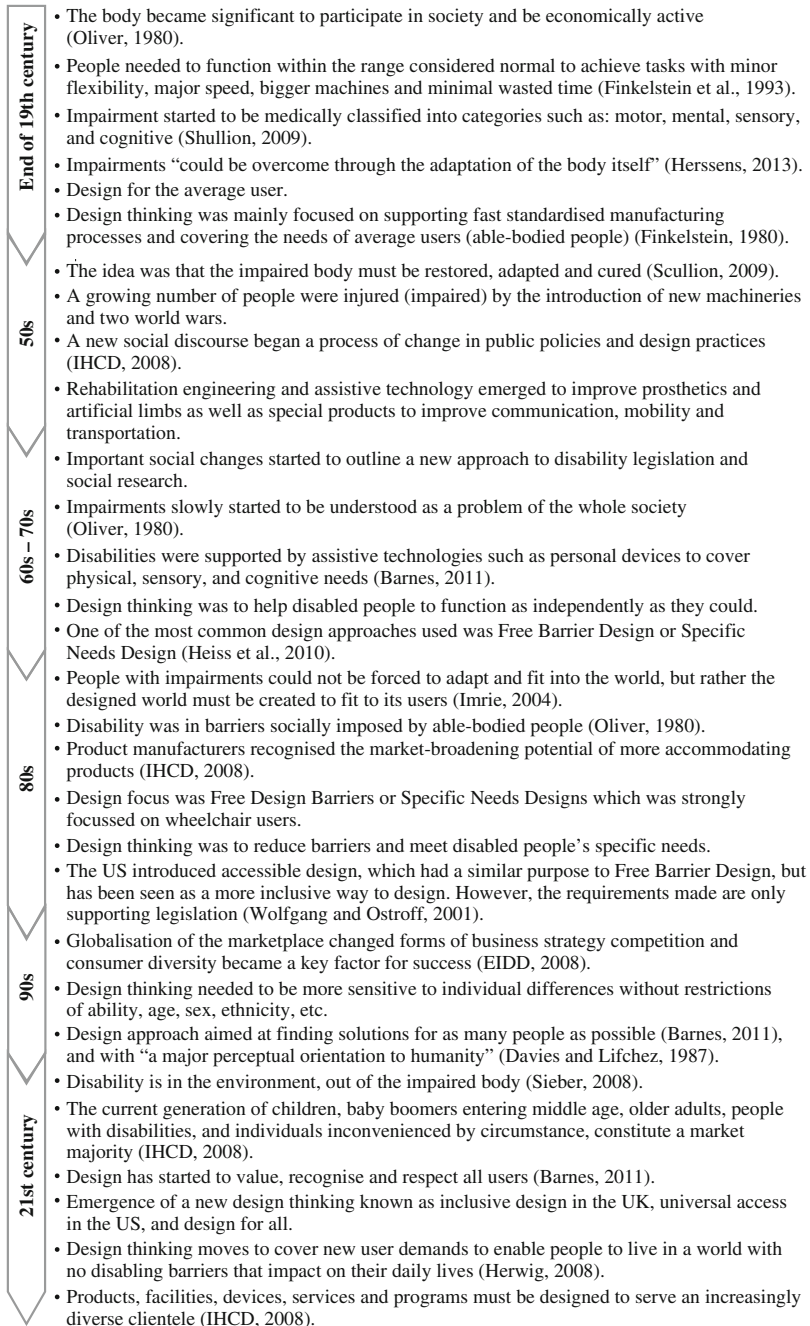 End of 19th century
• The body became significant to participate in society and be economically active
(Oliver, 1980).
• People needed to function within the range considered normal to achieve tasks with minor
flexibility, major speed, bigger machines and minimal wasted time (Finkelstein et al., 1993).
• Impairment started to be medically classified into categories such as: motor, mental, sensory,
and cognitive (Shullion, 2009).
• Impairments “could be overcome through the adaptation of the body itself” (Herssens, 2013).
• Design for the average user.
• Design thinking was mainly focused on supporting fast standardised manufacturing
processes and covering the needs of average users (able-bodied people) (Finkelstein, 1980).
50s
• The idea was that the impaired body must be restored, adapted and cured (Scullion, 2009).
• A growing number of people were injured (impaired) by the introduction of new machineries
and two world wars.
• A new social discourse began a process of change in public policies and design practices
(IHCD, 2008).
• Rehabilitation engineering and assistive technology emerged to improve prosthetics and
artificial limbs as well as special products to improve communication, mobility and
transportation.
60s – 70s
• Important social changes started to outline a new approach to disability legislation and
social research.
• Impairments slowly started to be understood as a problem of the whole society
(Oliver, 1980).
• Disabilities were supported by assistive technologies such as personal devices to cover
physical, sensory, and cognitive needs (Barnes, 2011).
• Design thinking was to help disabled people to function as independently as they could.
• One of the most common design approaches used was Free Barrier Design or Specific
Needs Design (Heiss et al., 2010).
80s
• People with impairments could not be forced to adapt and fit into the world, but rather the
designed world must be created to fit to its users (Imrie, 2004).
• Disability was in barriers socially imposed by able-bodied people (Oliver, 1980).
• Product manufacturers recognised the market-broadening potential of more accommodating
products (IHCD, 2008).
• Design focus was Free Design Barriers or Specific Needs Designs which was strongly
focussed on wheelchair users.
• Design thinking was to reduce barriers and meet disabled people’s specific needs.
• The US introduced accessible design, which had a similar purpose to Free Barrier Design, but
has been seen as a more inclusive way to design. However, the requirements made are only
supporting legislation (Wolfgang and Ostroff, 2001).
90s
• Globalisation of the marketplace changed forms of business strategy competition and
consumer diversity became a key factor for success (EIDD, 2008).
• Design thinking needed to be more sensitive to individual differences without restrictions
of ability, age, sex, ethnicity, etc.
• Design approach aimed at finding solutions for as many people as possible (Barnes, 2011),
and with “a major perceptual orientation to humanity” (Davies and Lifchez, 1987).
21st century
• Disability is in the environment, out of the impaired body (Sieber, 2008).
• The current generation of children, baby boomers entering middle age, older adults, people
with disabilities, and individuals inconvenienced by circumstance, constitute a market
majority (IHCD, 2008).
• Design has started to value, recognise and respect all users (Barnes, 2011).
• Emergence of a new design thinking known as inclusive design in the UK, universal access
in the US, and design for all.
• Design thinking moves to cover new user demands to enable people to live in a world with
no disabling barriers that impact on their daily lives (Herwig, 2008).
• Products, facilities, devices, services and programs must be designed to serve an increasingly
diverse clientele (IHCD, 2008).